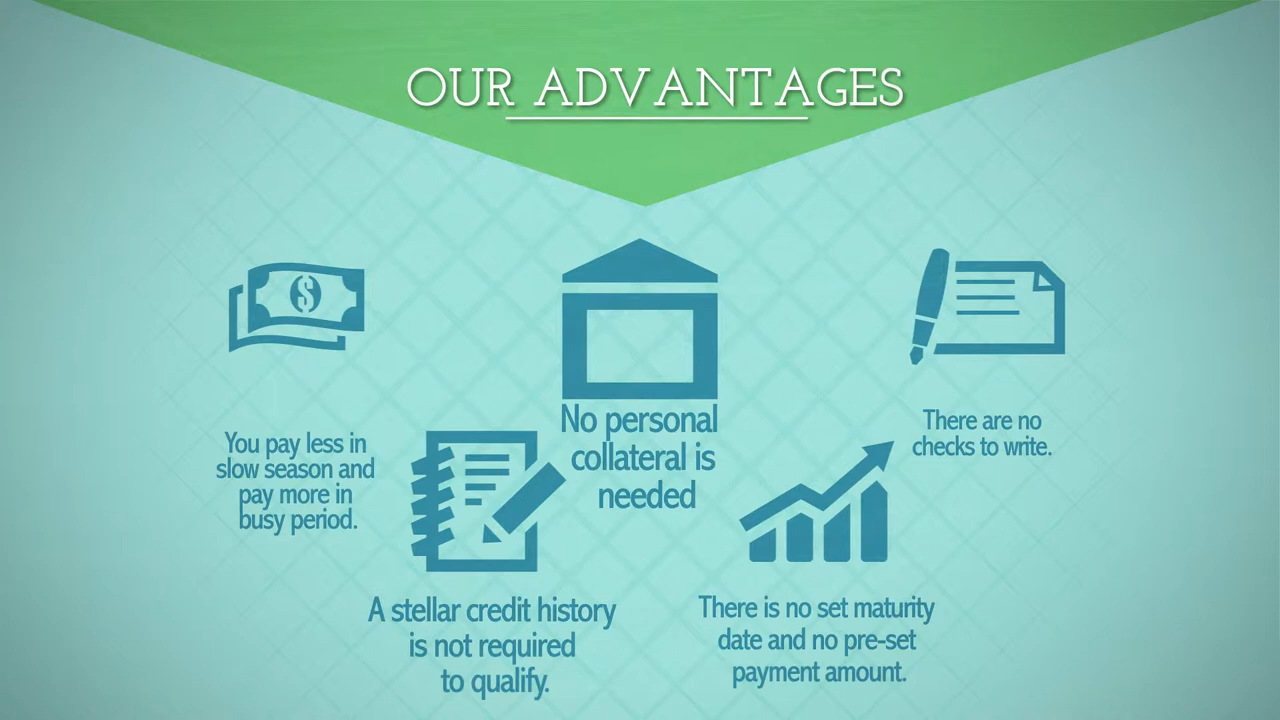 OUR ADVANTAGES
You pay less in
slow season and
pay more in
busy period.
A stellar credit history
is not required
to qualify.
No personal
collateral is
needed
There is no set maturity
date and no pre-set
payment amount.
There are no
checks to write.